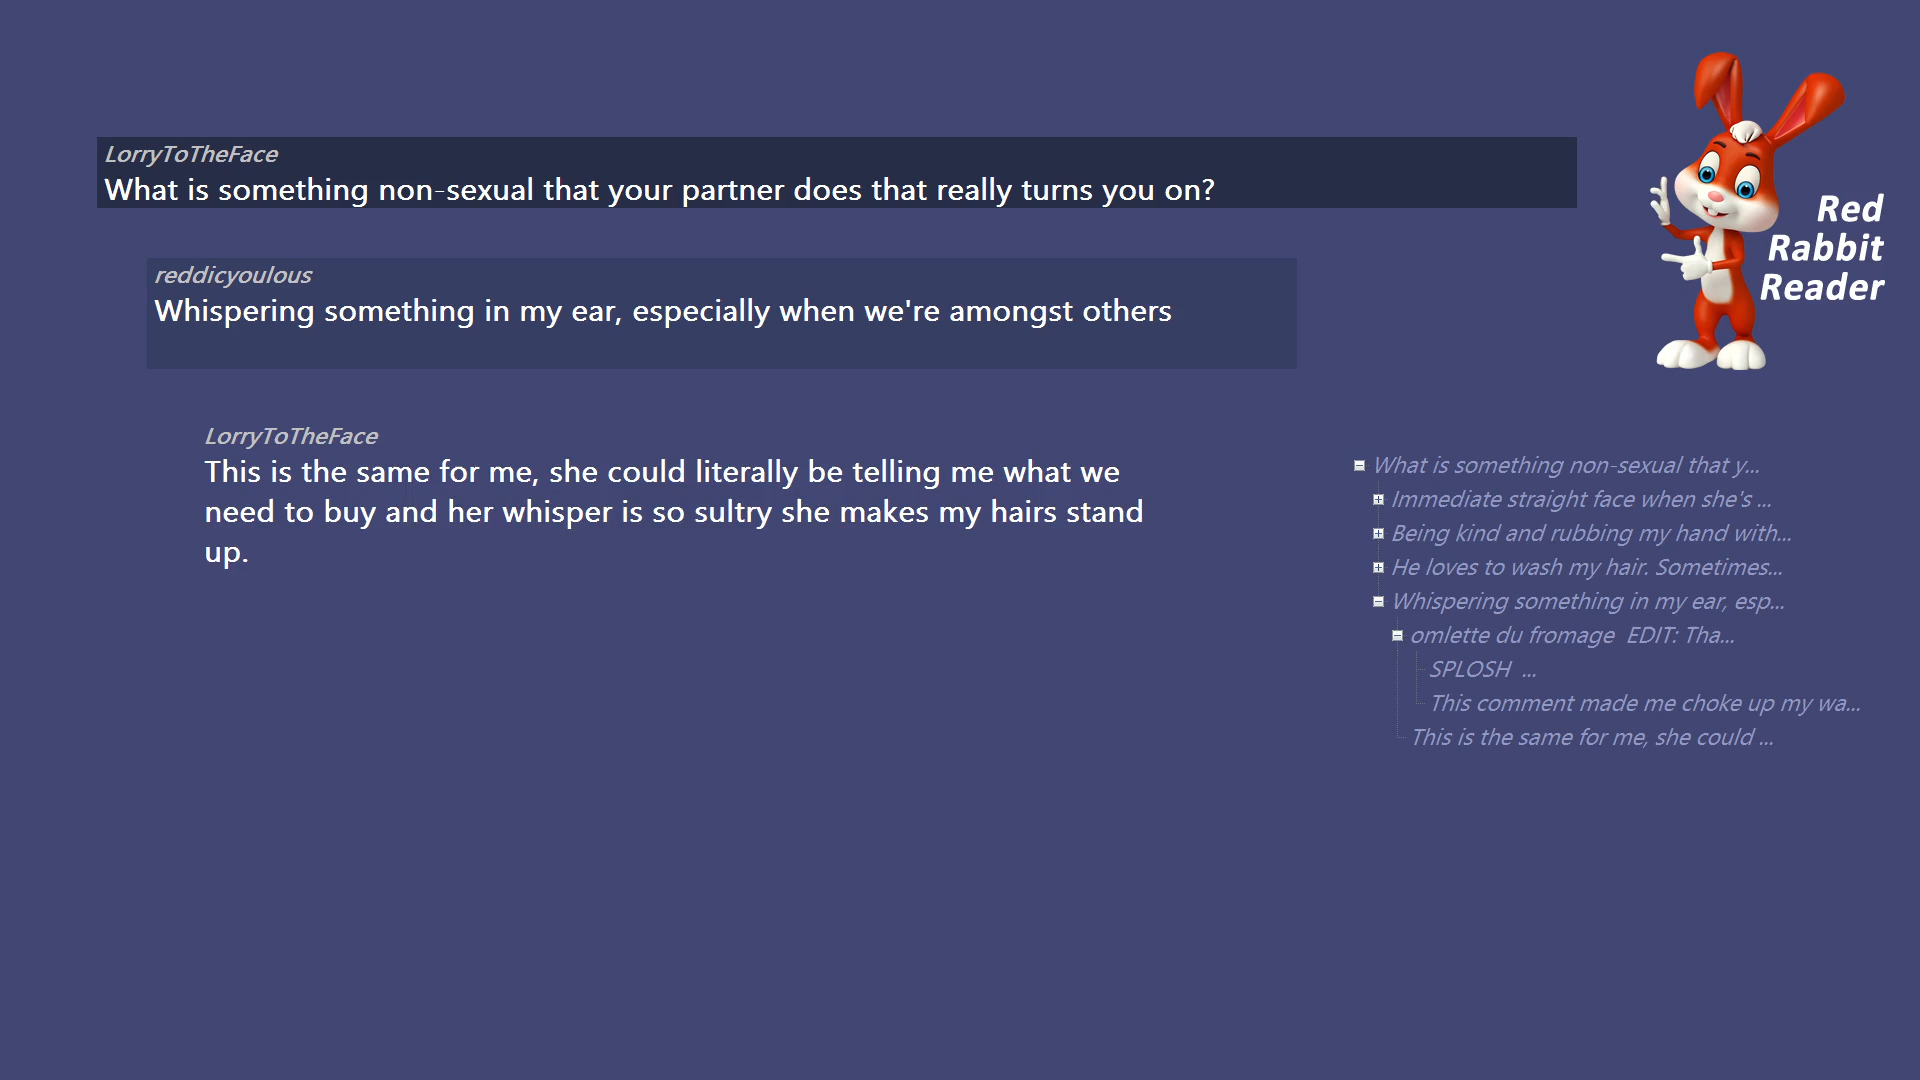 LorryToTheFace
What is something non-sexual that your partner does that really turns you on?
reddicyoulous
Whispering something in my ear, especially when we're amongst others
LorryToTheFace
This is the same for me, she could literally be telling me what we
need to buy and her whisper is so sultry she makes my hairs stand
up.
Red
Rabbit
Reader
What is something non-sexual that y...
Immediate straight face when she's ...
Being kind and rubbing my hand with...
He loves to wash my hair. Sometimes...
Whispering something in my ear, esp...
omlette du fromage  EDIT: Tha...
SPLOSH  ...
This comment made me choke up my wa...
This is the same for me, she could ...